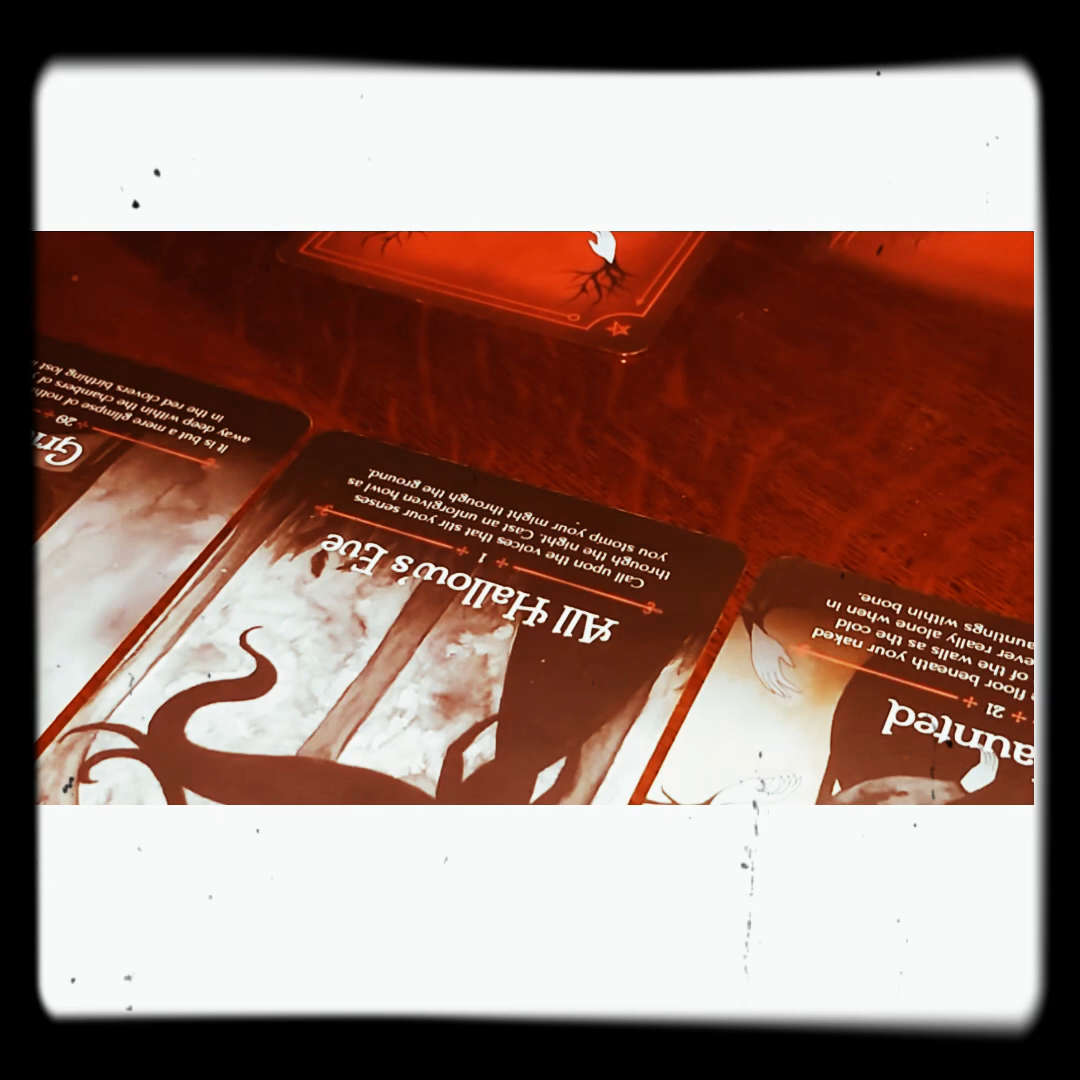 aunted
21
floor beneath your naked
of the walls as the cold
ever really alone when in
auntings within bone.
All Hallow's Eve
1
Call upon the voices that stir your senses
through the night. Cast an unforgiven howl as
you stomp your might through the ground.
It is but a mere glimpse of
away deep within the chambers of
in the red clovers birthing lost